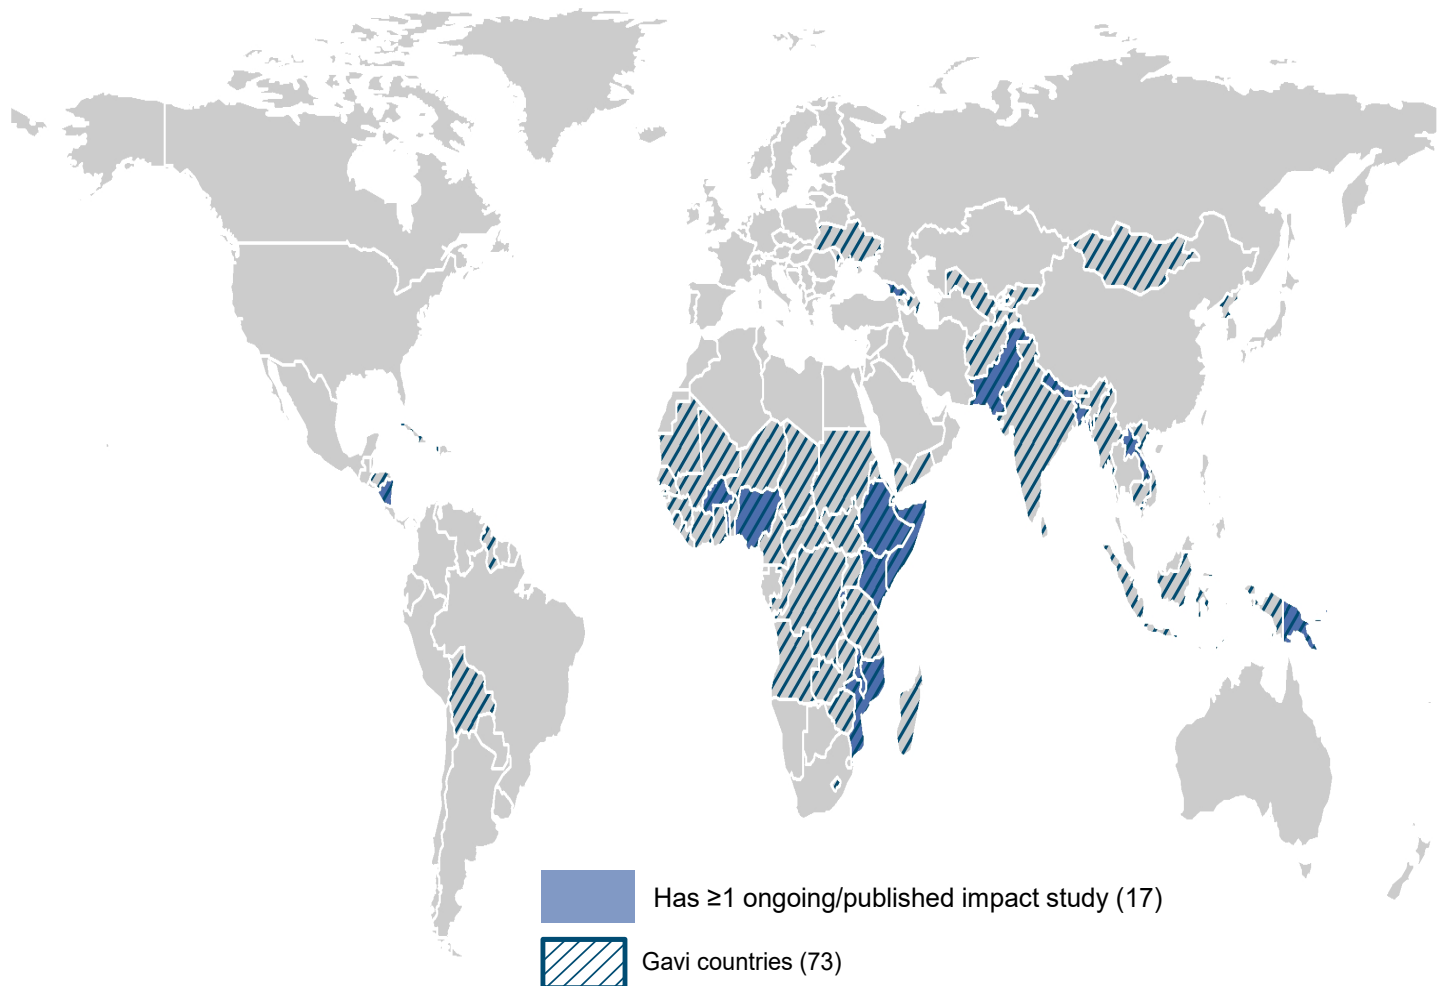 Has ≥1 ongoing/published impact study (17)
Gavi countries (73)